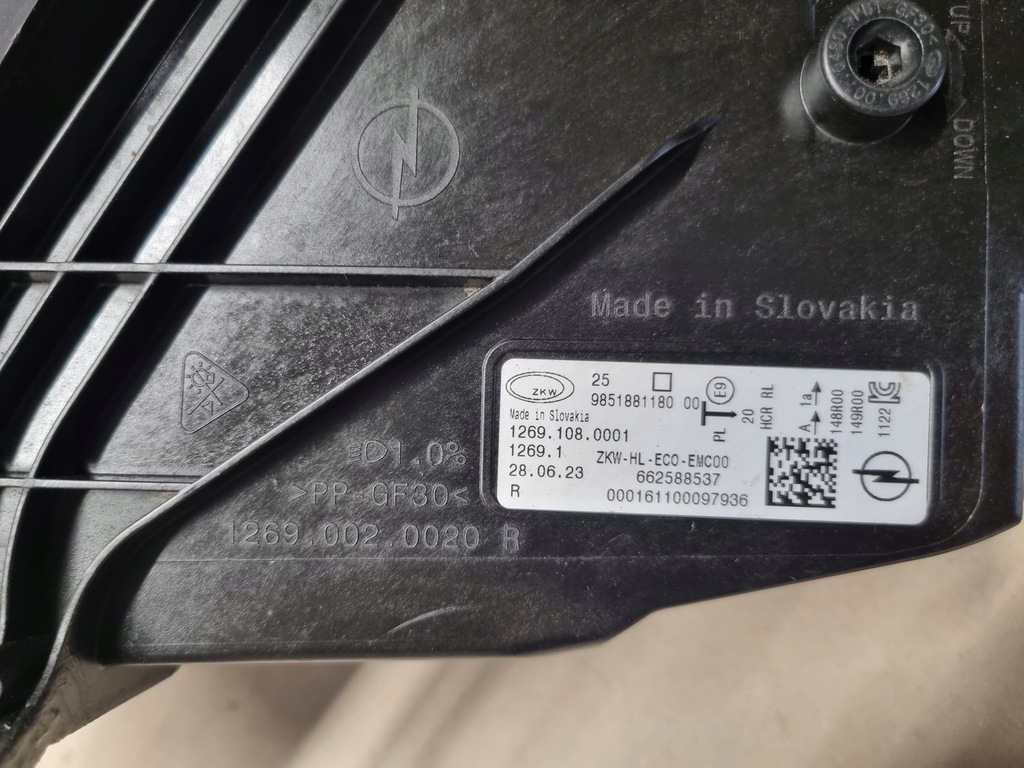 UP
DOWN
Made in Slovakia
ZKW
25
9851881180 00
Made in Slovakia
1269.108.0001
1269.1
ZKW-HL-ECO-EMC00
28.06.23
662588537
R
000161100097936
PL
20
E9
HCR RL
A
1a
148R00
149R00
1122
1.0%
>PP-GF30<
1269.002.0020 R